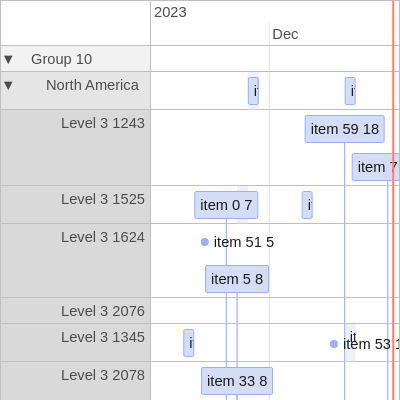 2023
Dec
▼ Group 10
▼ North America
Level 3 1243
item 59 18
item 7
Level 3 1525
item 0 7
Level 3 1624
item 51 5
item 5 8
Level 3 2076
Level 3 1345
it
item 53 1
Level 3 2078
item 33 8